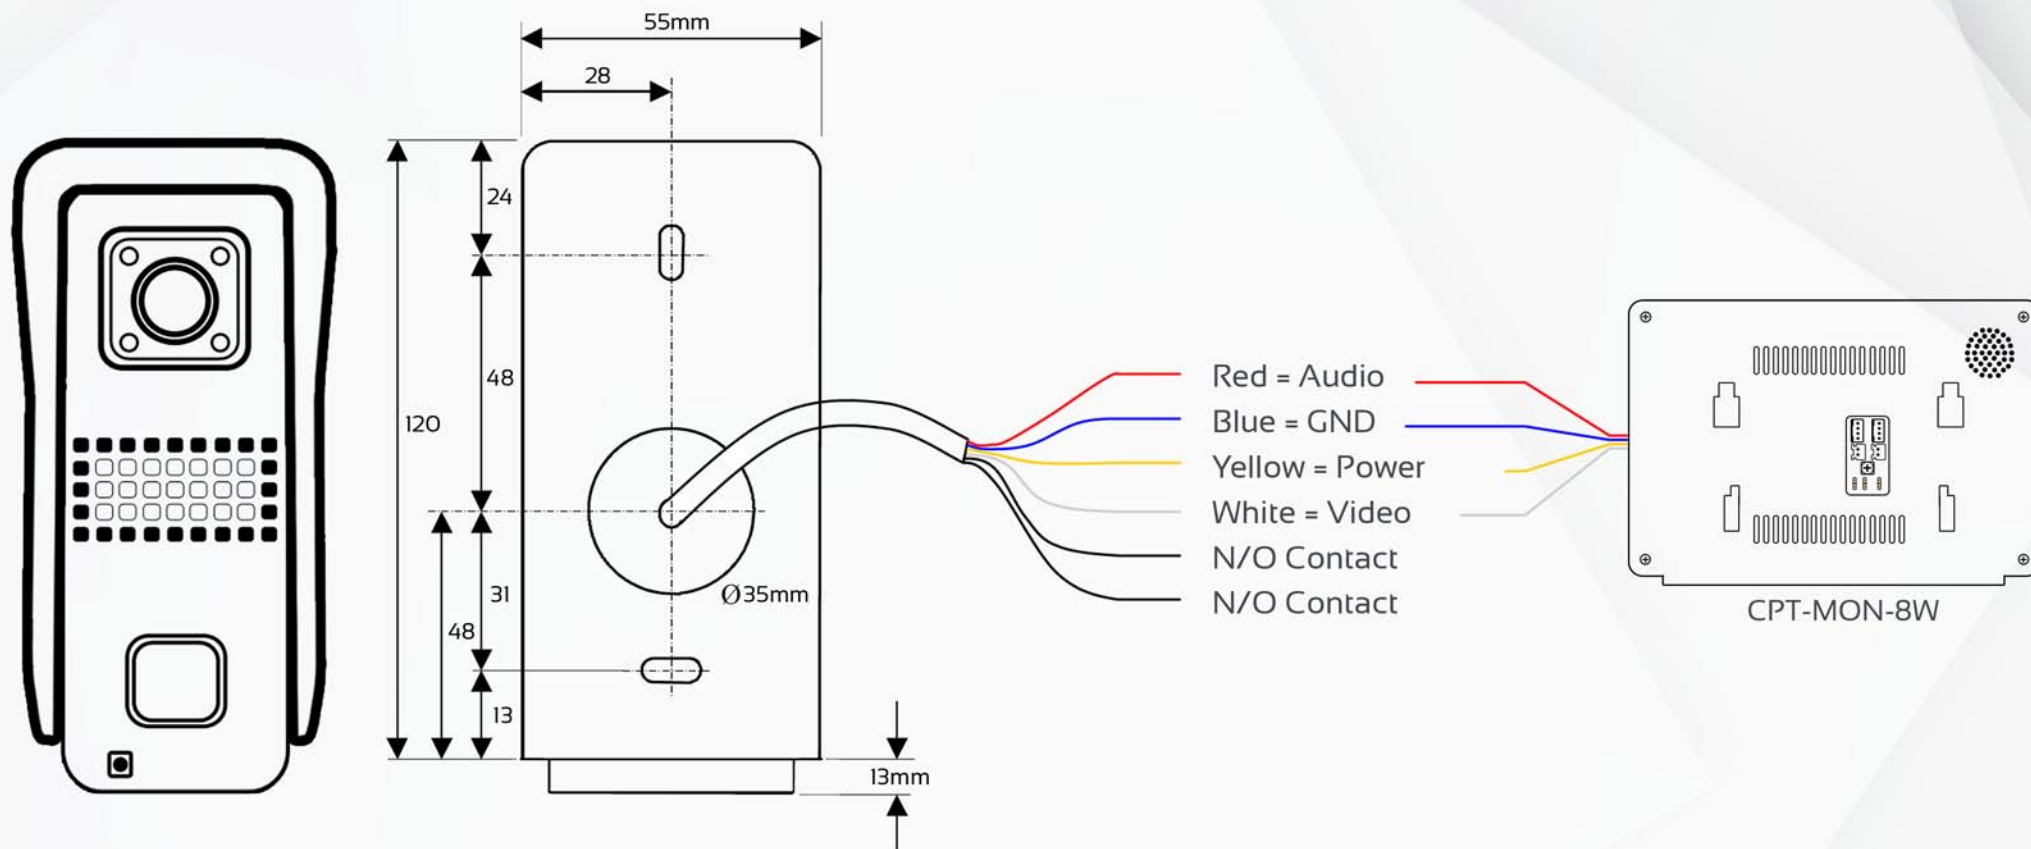 55mm
28
24
48
120
31
48
13
Ø35mm
13mm
Red = Audio
Blue = GND
Yellow = Power
White = Video
N/O Contact
N/O Contact
CPT-MON-8W